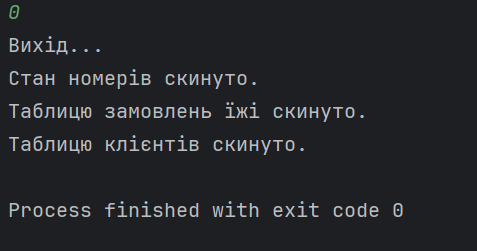 0
Вихід...
Стан номерів скинуто.
Таблицю замовлень їжі скинуто.
Таблицю клієнтів скинуто.
Process finished with exit code 0